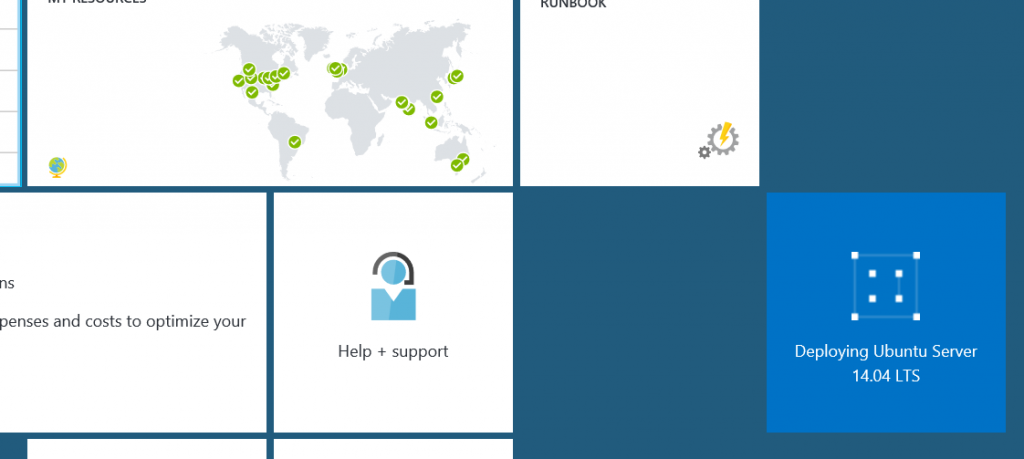 MY RESOURCES
RUNBOOK
ns
penses and costs to optimize your
Help + support
Deploying Ubuntu Server
14.04 LTS